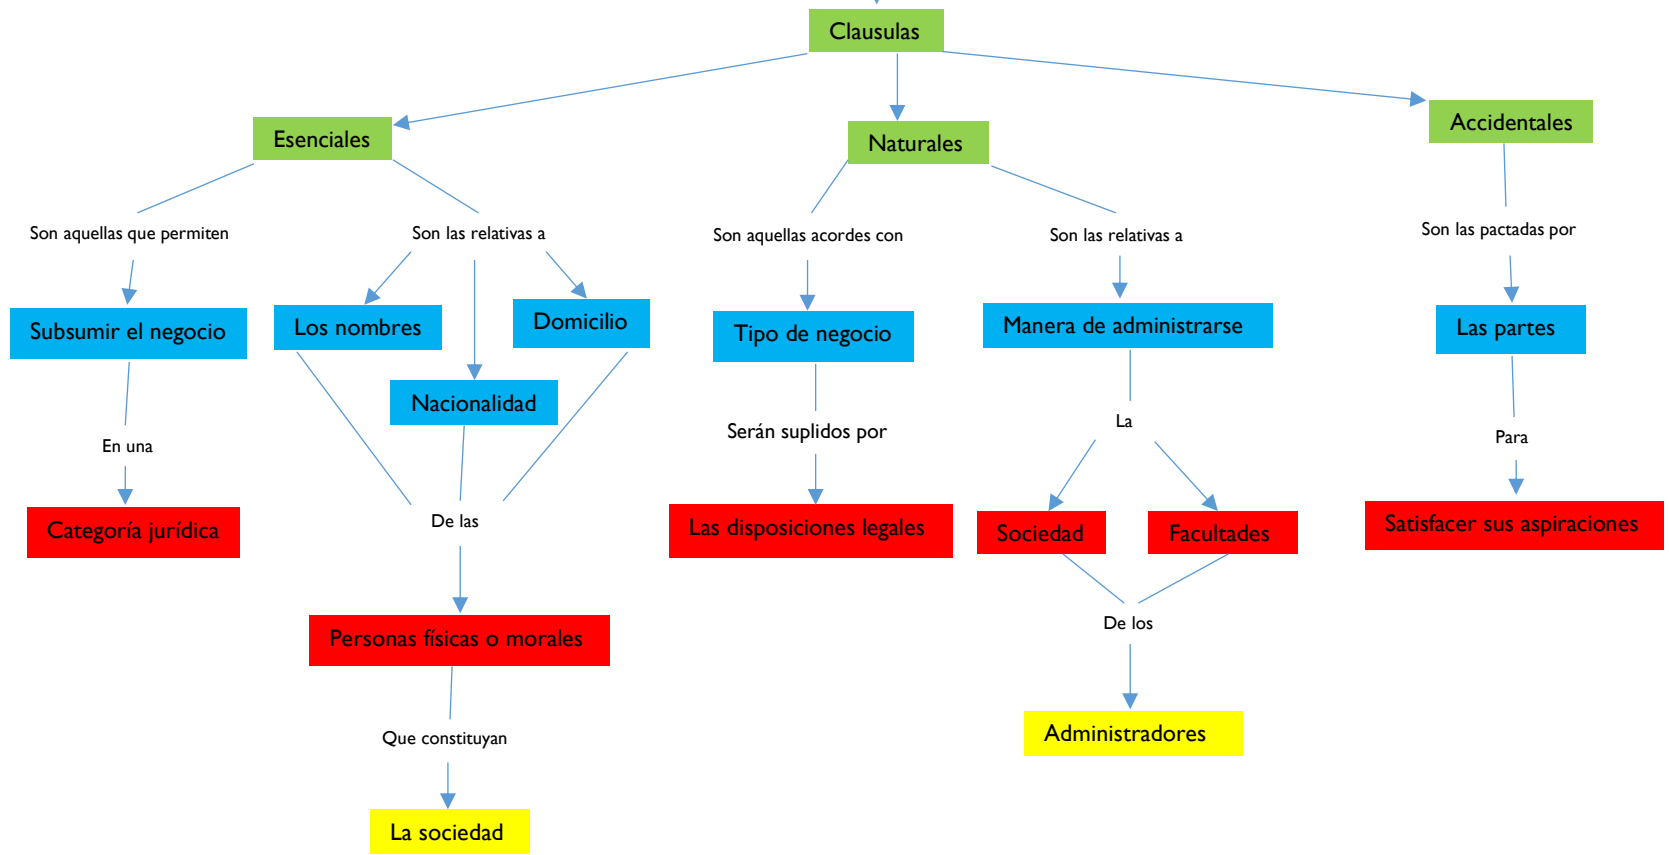 Clausulas
Esenciales
Naturales
Accidentales
Son aquellas que permiten
Son las relativas a
Son aquellas acordes con
Son las relativas a
Son las pactadas por
Subsumir el negocio
Los nombres
Domicilio
Nacionalidad
Tipo de negocio
Manera de administrarse
Las partes
En una
De las
Serán suplidos por
La
Para
Categoría jurídica
Las disposiciones legales
Sociedad
Facultades
Satisfacer sus aspiraciones
Personas físicas o morales
De los
Que constituyan
Administradores
La sociedad